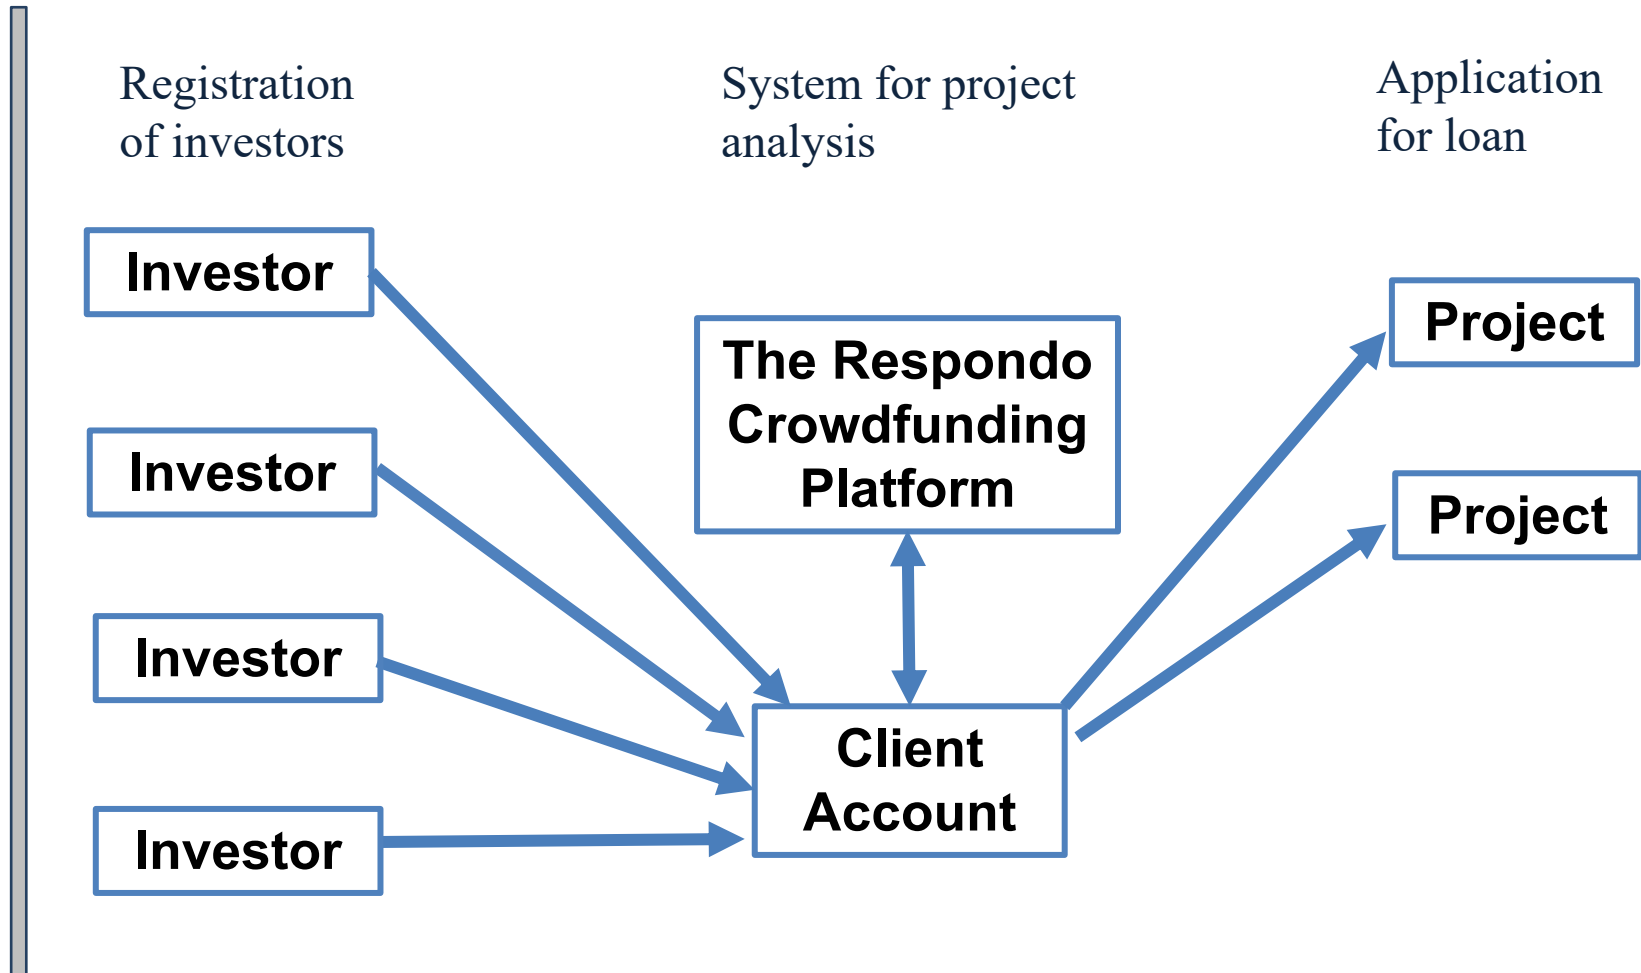 Registration
of investors
System for project
analysis
Application
for loan
Investor
Investor
Investor
Investor
The Respondo
Crowdfunding
Platform
Client
Account
Project
Project